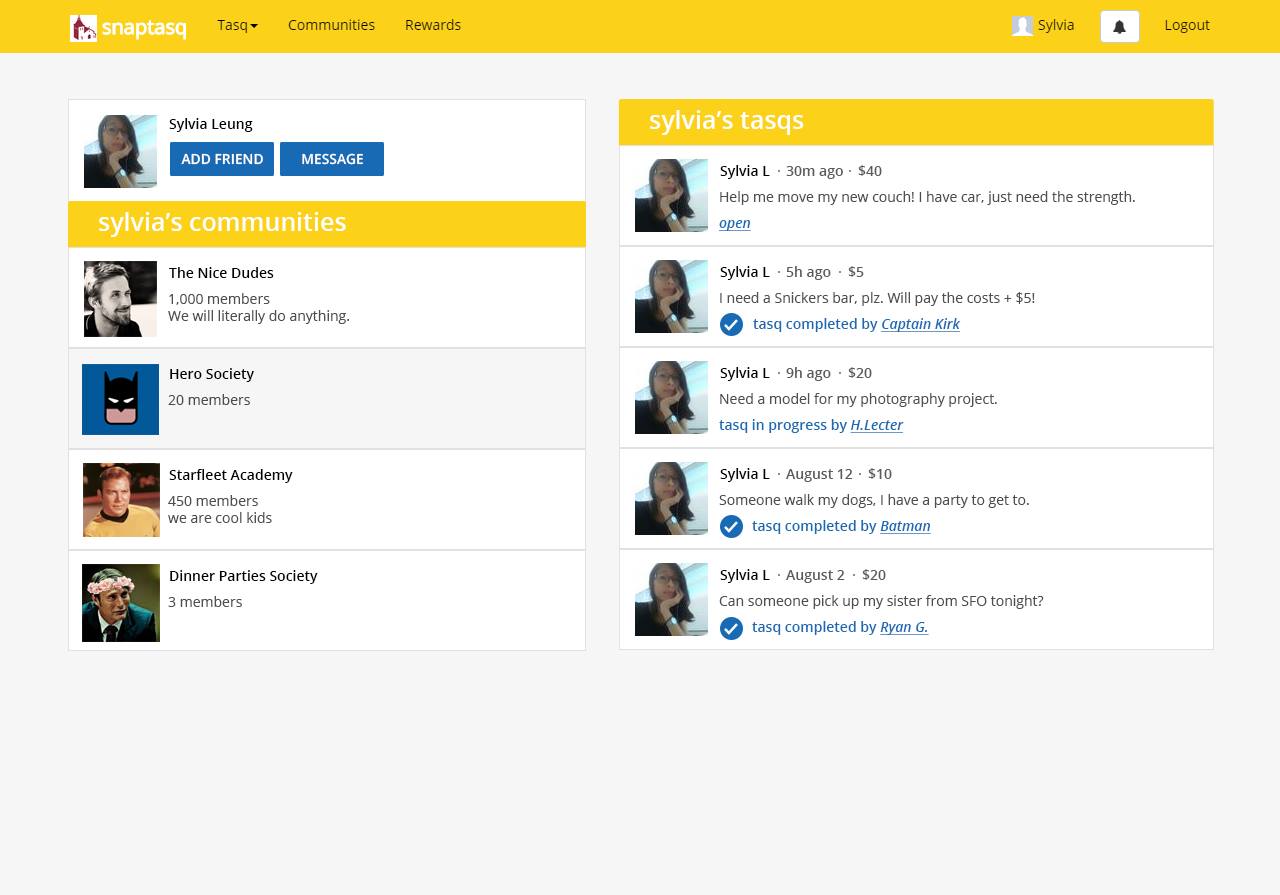 snaptasq
Tasq
Communities
Rewards
Sylvia
Logout
Sylvia Leung
ADD FRIEND
MESSAGE
sylvia’s communities
The Nice Dudes
1,000 members
We will literally do anything.
Hero Society
20 members
Starfleet Academy
450 members
we are cool kids
Dinner Parties Society
3 members
sylvia’s tasqs
Sylvia L · 30m ago · $40
Help me move my new couch! I have car, just need the strength.
open
Sylvia L · 5h ago · $5
I need a Snickers bar, plz. Will pay the costs + $5!
tasq completed by Captain Kirk
Sylvia L · 9h ago · $20
Need a model for my photography project.
tasq in progress by H.Lecter
Sylvia L · August 12 · $10
Someone walk my dogs, I have a party to get to.
tasq completed by Batman
Sylvia L · August 2 · $20
Can someone pick up my sister from SFO tonight?
tasq completed by Ryan G.